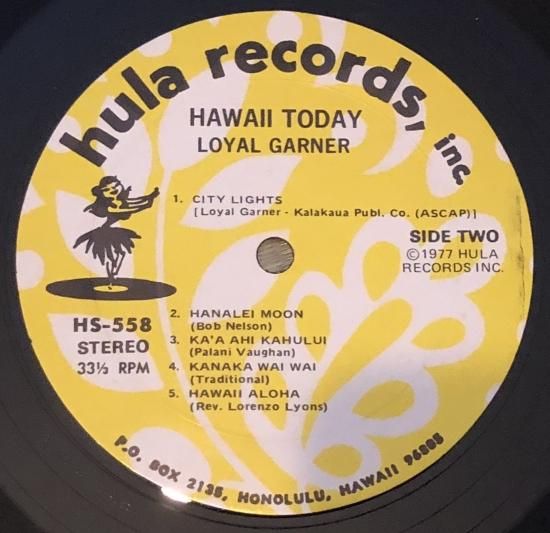 hula records, inc.
HAWAII TODAY
LOYAL GARNER
1. CITY LIGHTS
[Loyal Garner - Kalakaua Publ. Co. (ASCAP)]
SIDE TWO
©1977 HULA
RECORDS INC.
HS-558
STEREO
33⅓ RPM
2. HANALEI MOON
(Bob Nelson)
3. KA'A AHI KAHULUI
(Palani Vaughan)
4. KANAKA WAI WAI
(Traditional)
5. HAWAII ALOHA
(Rev. Lorenzo Lyons)
P.O. BOX 2135, HONOLULU, HAWAII 96805